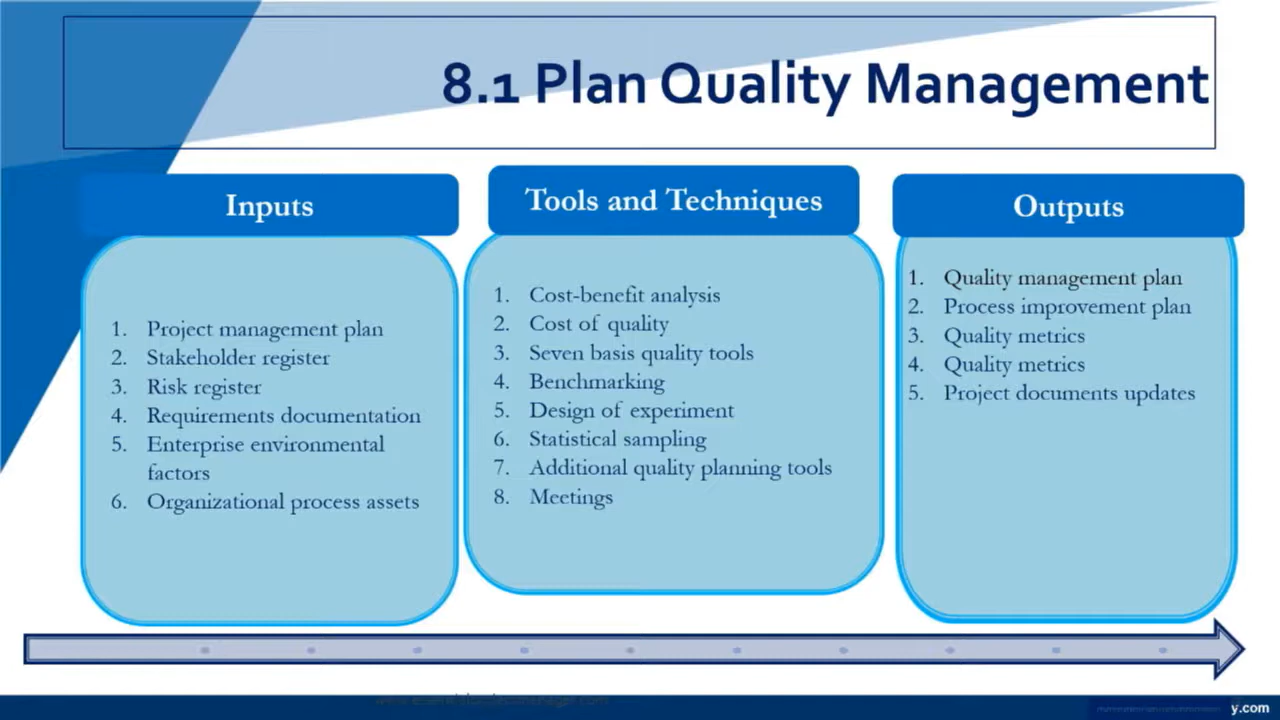 8.1 Plan Quality Management
Inputs
1. Project management plan
2. Stakeholder register
3. Risk register
4. Requirements documentation
5. Enterprise environmental
factors
6. Organizational process assets
Tools and Techniques
1. Cost-benefit analysis
2. Cost of quality
3. Seven basis quality tools
4. Benchmarking
5. Design of experiment
6. Statistical sampling
7. Additional quality planning tools
8. Meetings
Outputs
1. Quality management plan
2. Process improvement plan
3. Quality metrics
4. Quality metrics
5. Project documents updates
y.com